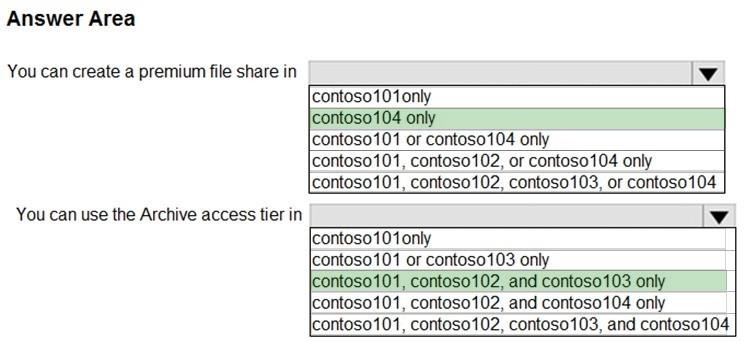 Answer Area
You can create a premium file share in
contoso101only
contoso104 only
contoso101 or contoso104 only
contoso101, contoso102, or contoso104 only
contoso101, contoso102, contoso103, or contoso104
You can use the Archive access tier in
contoso101only
contoso101 or contoso103 only
contoso101, contoso102, and contoso103 only
contoso101, contoso102, and contoso104 only
contoso101, contoso102, contoso103, and contoso104